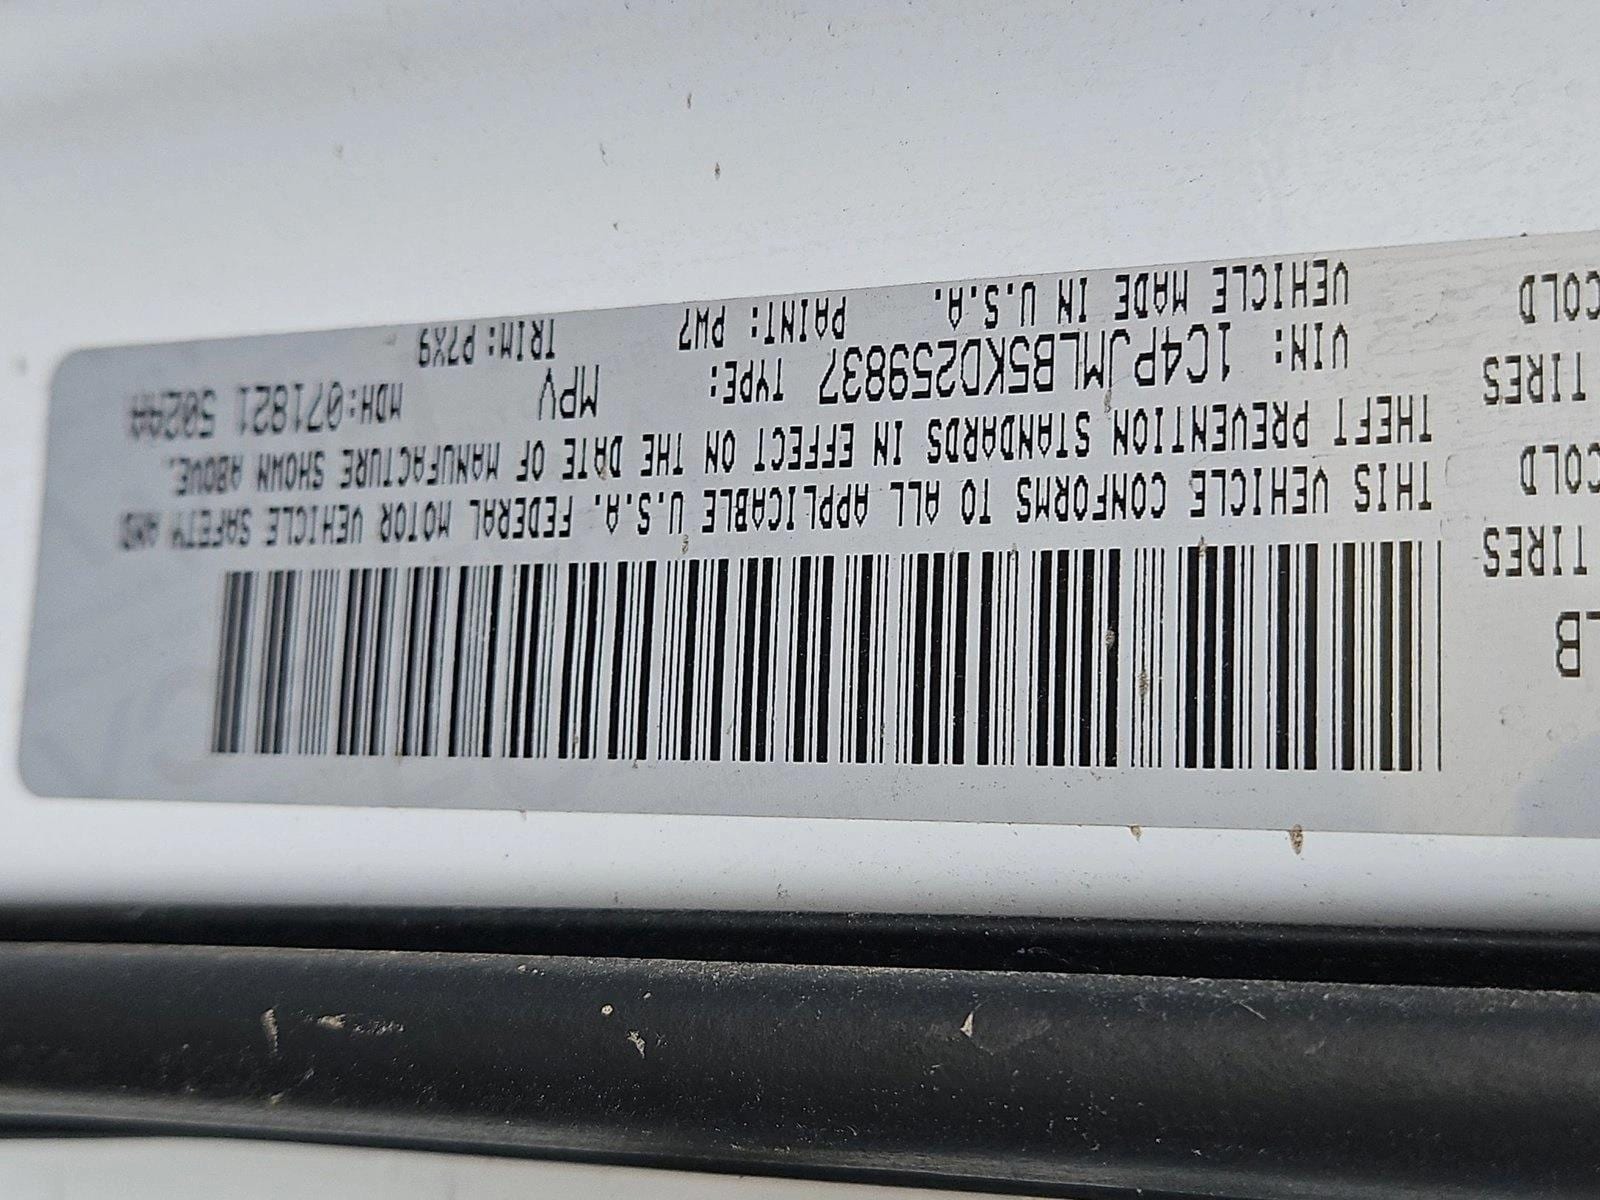 LB
TIRES
COLD
TIRES
COLD
THIS VEHICLE CONFORMS TO ALL APPLICABLE U.S.A. FEDERAL MOTOR VEHICLE SAFETY AND
THEFT PREVENTION STANDARDS IN EFFECT ON THE DATE OF MANUFACTURE SHOWN ABOVE.
VIN: 1C4PJMLB5KD259837 TYPE: MPV MDH:071821
VEHICLE MADE IN U.S.A. PAINT: PW7 TRIM:P7X9